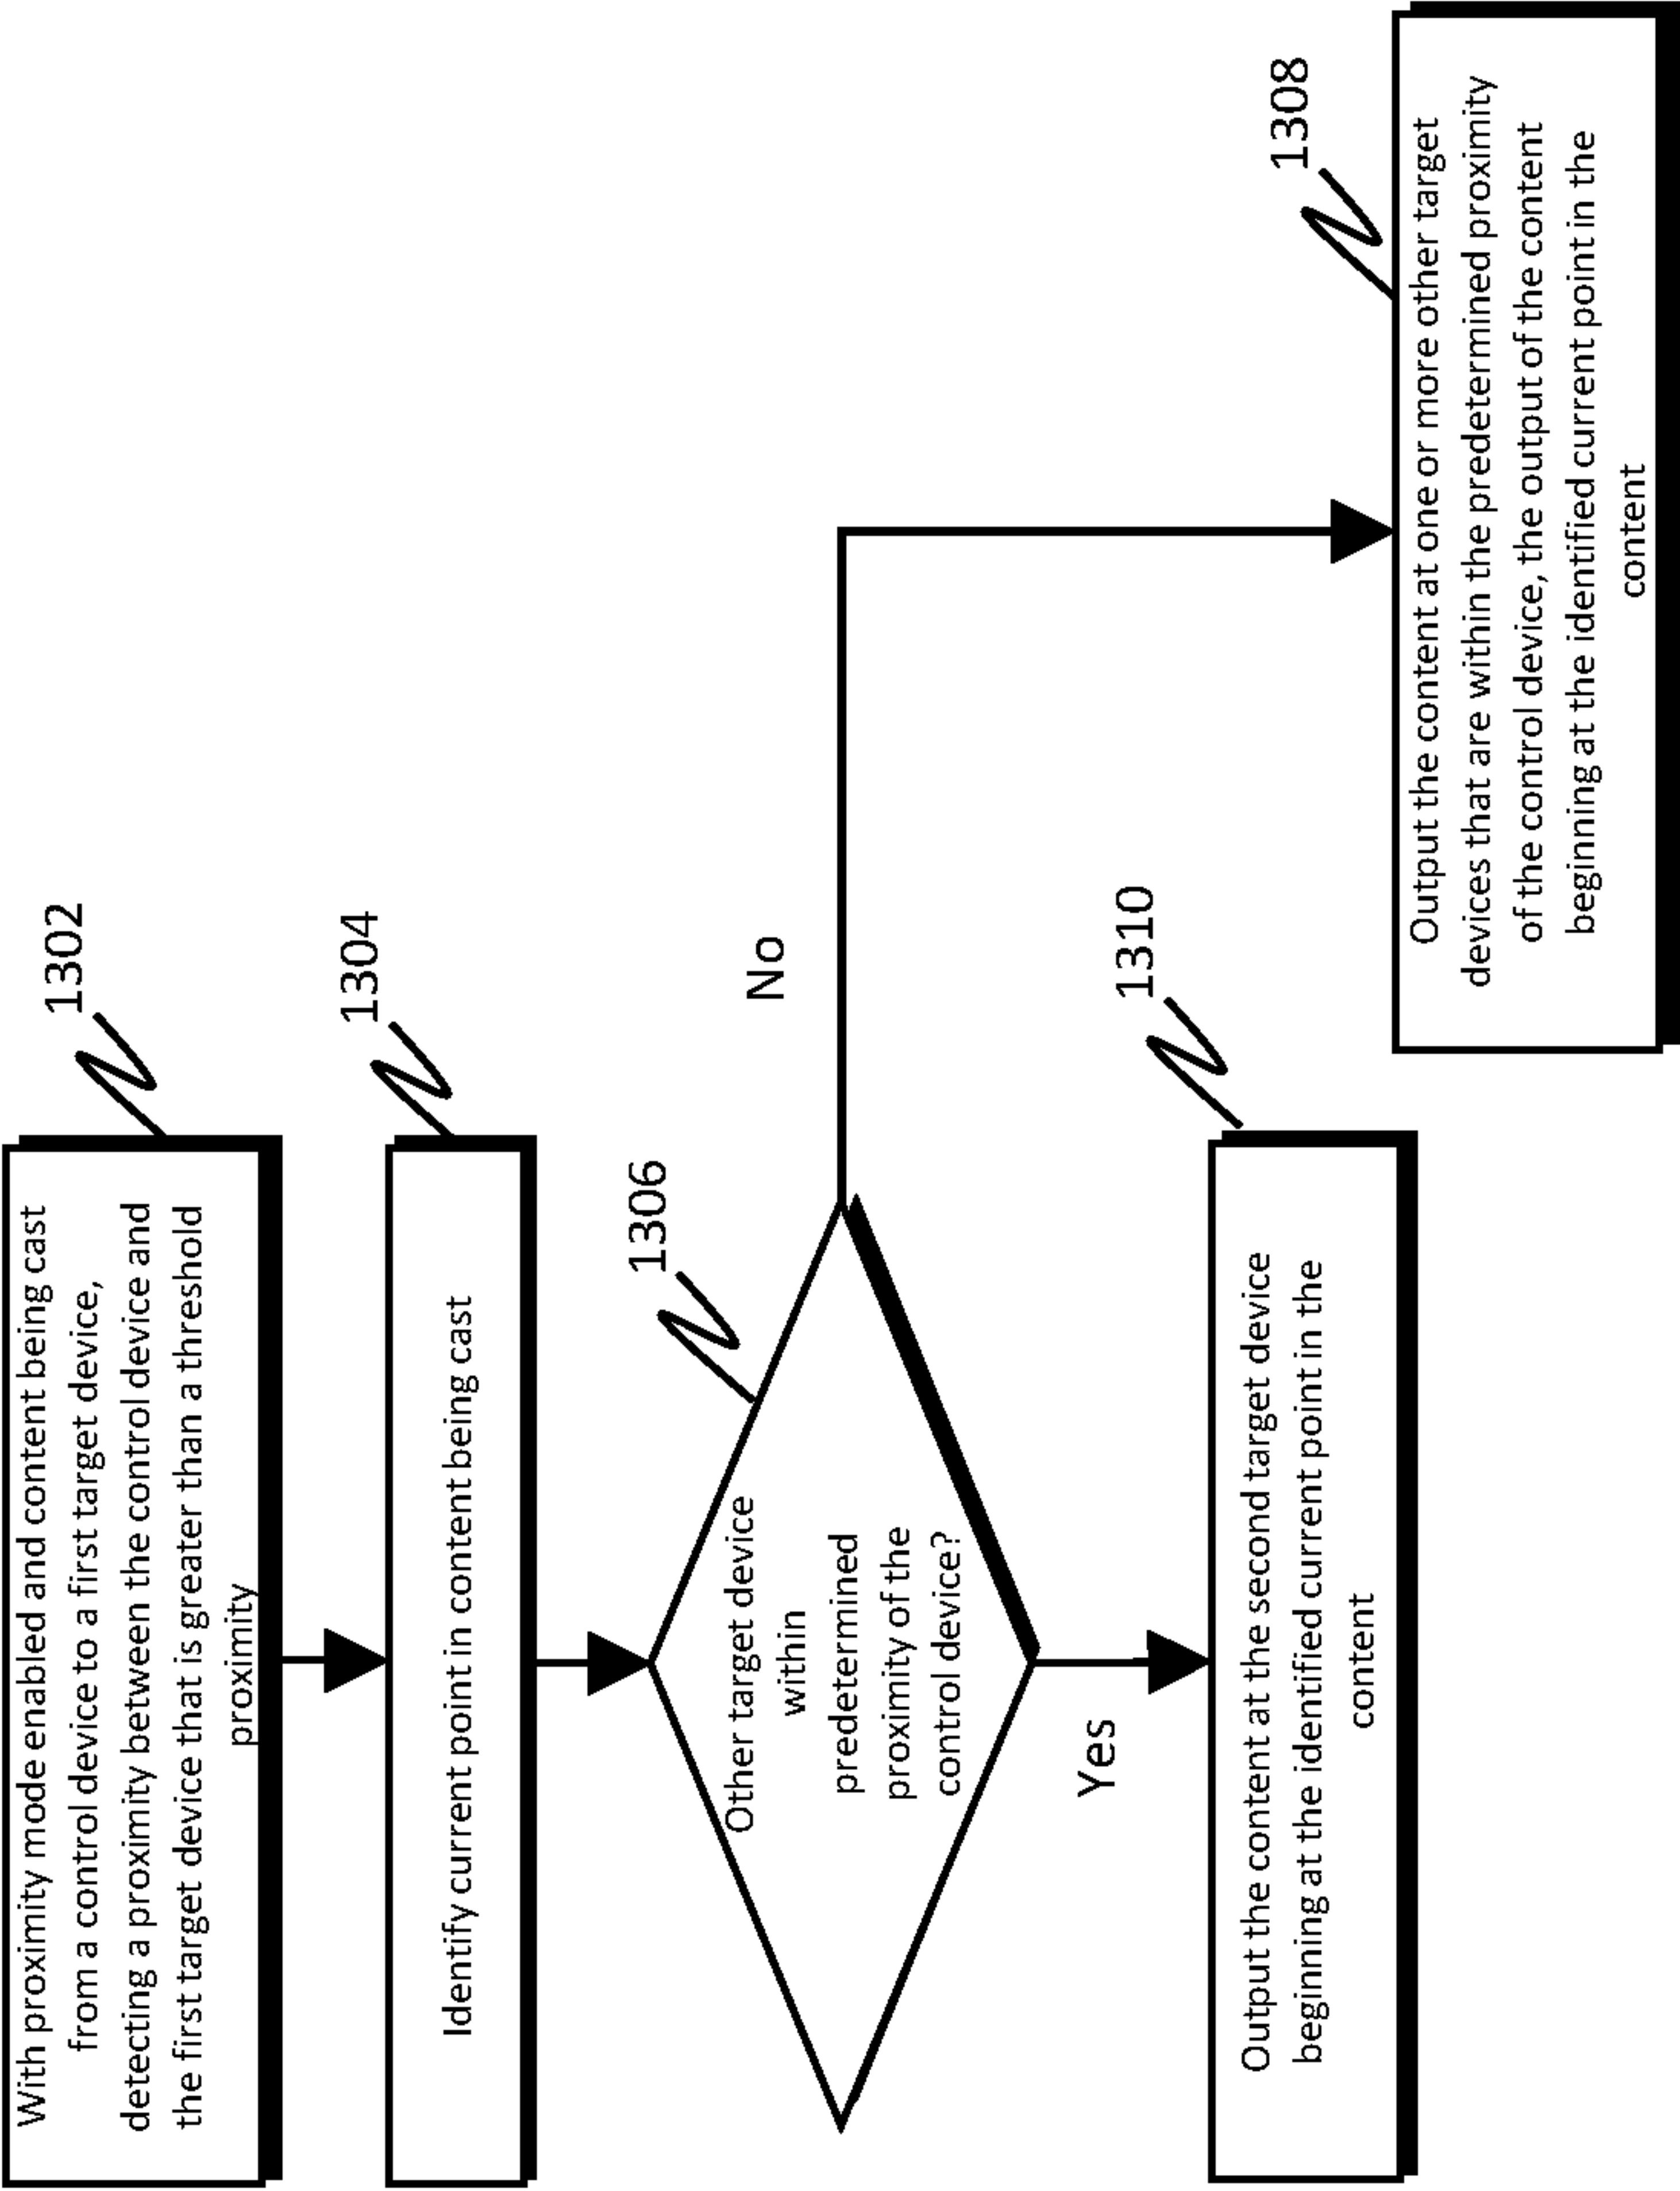 1302
With proximity mode enabled and content being cast
from a control device to a first target device,
detecting a proximity between the control device and
the first target device that is greater than a threshold
proximity
1304
Identify current point in content being cast
1306
Other target device
within
predetermined
proximity of the
control device?
No
Yes
1310
Output the content at the second target device
beginning at the identified current point in the
content
1308
Output the content at one or more other target
devices that are within the predetermined proximity
of the control device, the output of the content
beginning at the identified current point in the
content